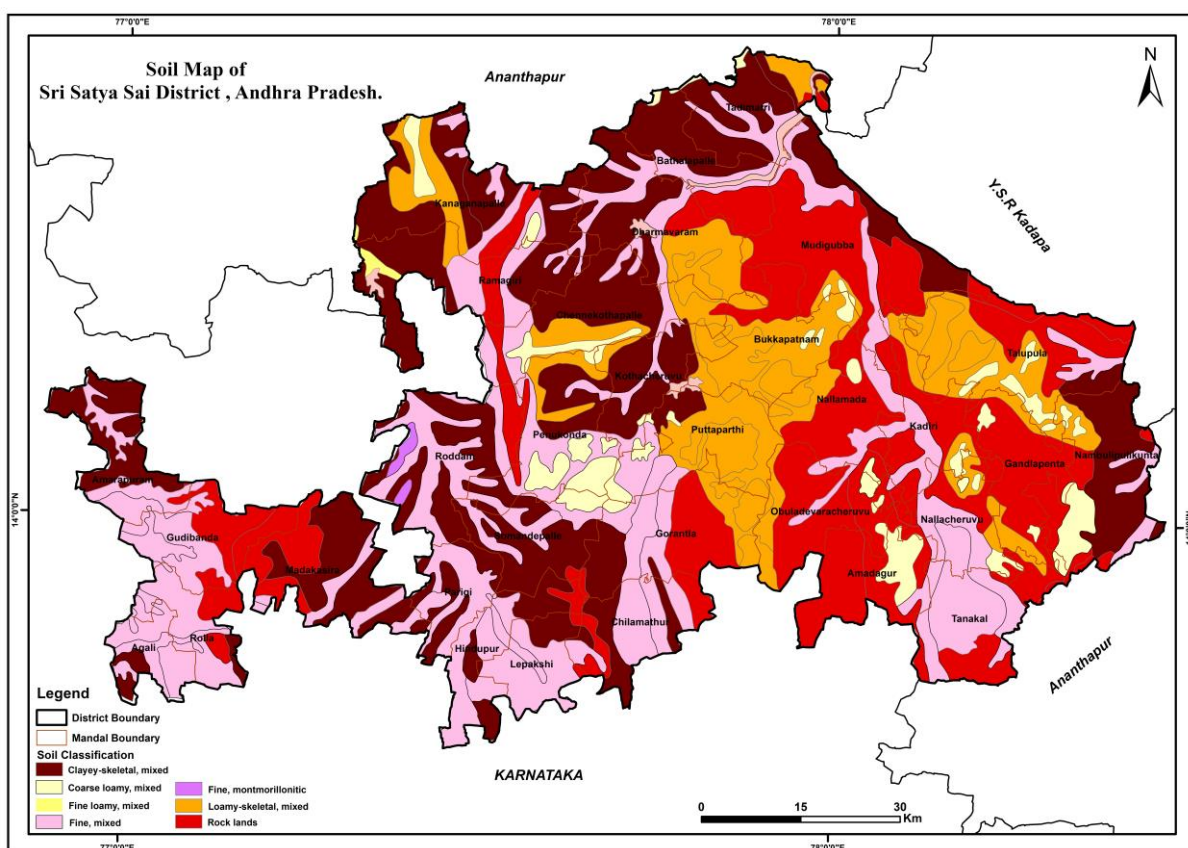 77°0'0"E
78°0'0"E
Soil Map of
Sri Satya Sai District , Andhra Pradesh.
Ananthapur
N
Tadimarri
Bathalapalle
Y.S.R Kadapa
Kanaganapalle
Dharmavaram
Mudigubba
Ramagiri
Chennekothapalle
Bukkapatnam
Talupula
Kothacheruvu
Nallamada
Puttaparthi
Kadiri
Penukonda
Roddam
Gandlapenta
Nambulipulikunta
Amarapuram
14°0'0"N
Obuladevaracheruvu
Nallacheruvu
Gudibanda
Gorantla
Somandepalle
Madakasira
Amadagur
Parigi
Chilamathur
Tanakal
Rolla
Agali
Hindupur
Lepakshi
Ananthapur
Legend
District Boundary
Mandal Boundary
Soil Classification
Clayey-skeletal, mixed
Coarse loamy, mixed
Fine loamy, mixed
Fine, mixed
Fine, montmorillonitic
Loamy-skeletal, mixed
Rock lands
KARNATAKA
0 15 30
Km
77°0'0"E
78°0'0"E